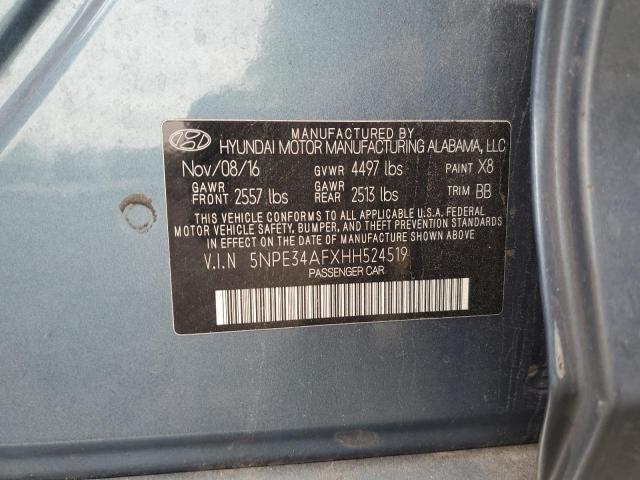 MANUFACTURED BY
HYUNDAI MOTOR MANUFACTURING ALABAMA, LLC
Nov/08/16 GVWR 4497 lbs PAINT X8
GAWR FRONT 2557 lbs GAWR REAR 2513 lbs TRIM BB
THIS VEHICLE CONFORMS TO ALL APPLICABLE U.S.A. FEDERAL
MOTOR VEHICLE SAFETY, BUMPER, AND THEFT PREVENTION
STANDARDS IN EFFECT ON THE DATE OF MANUFACTURE SHOWN ABOVE
V.I.N 5NPE34AFXHH524519
PASSENGER CAR